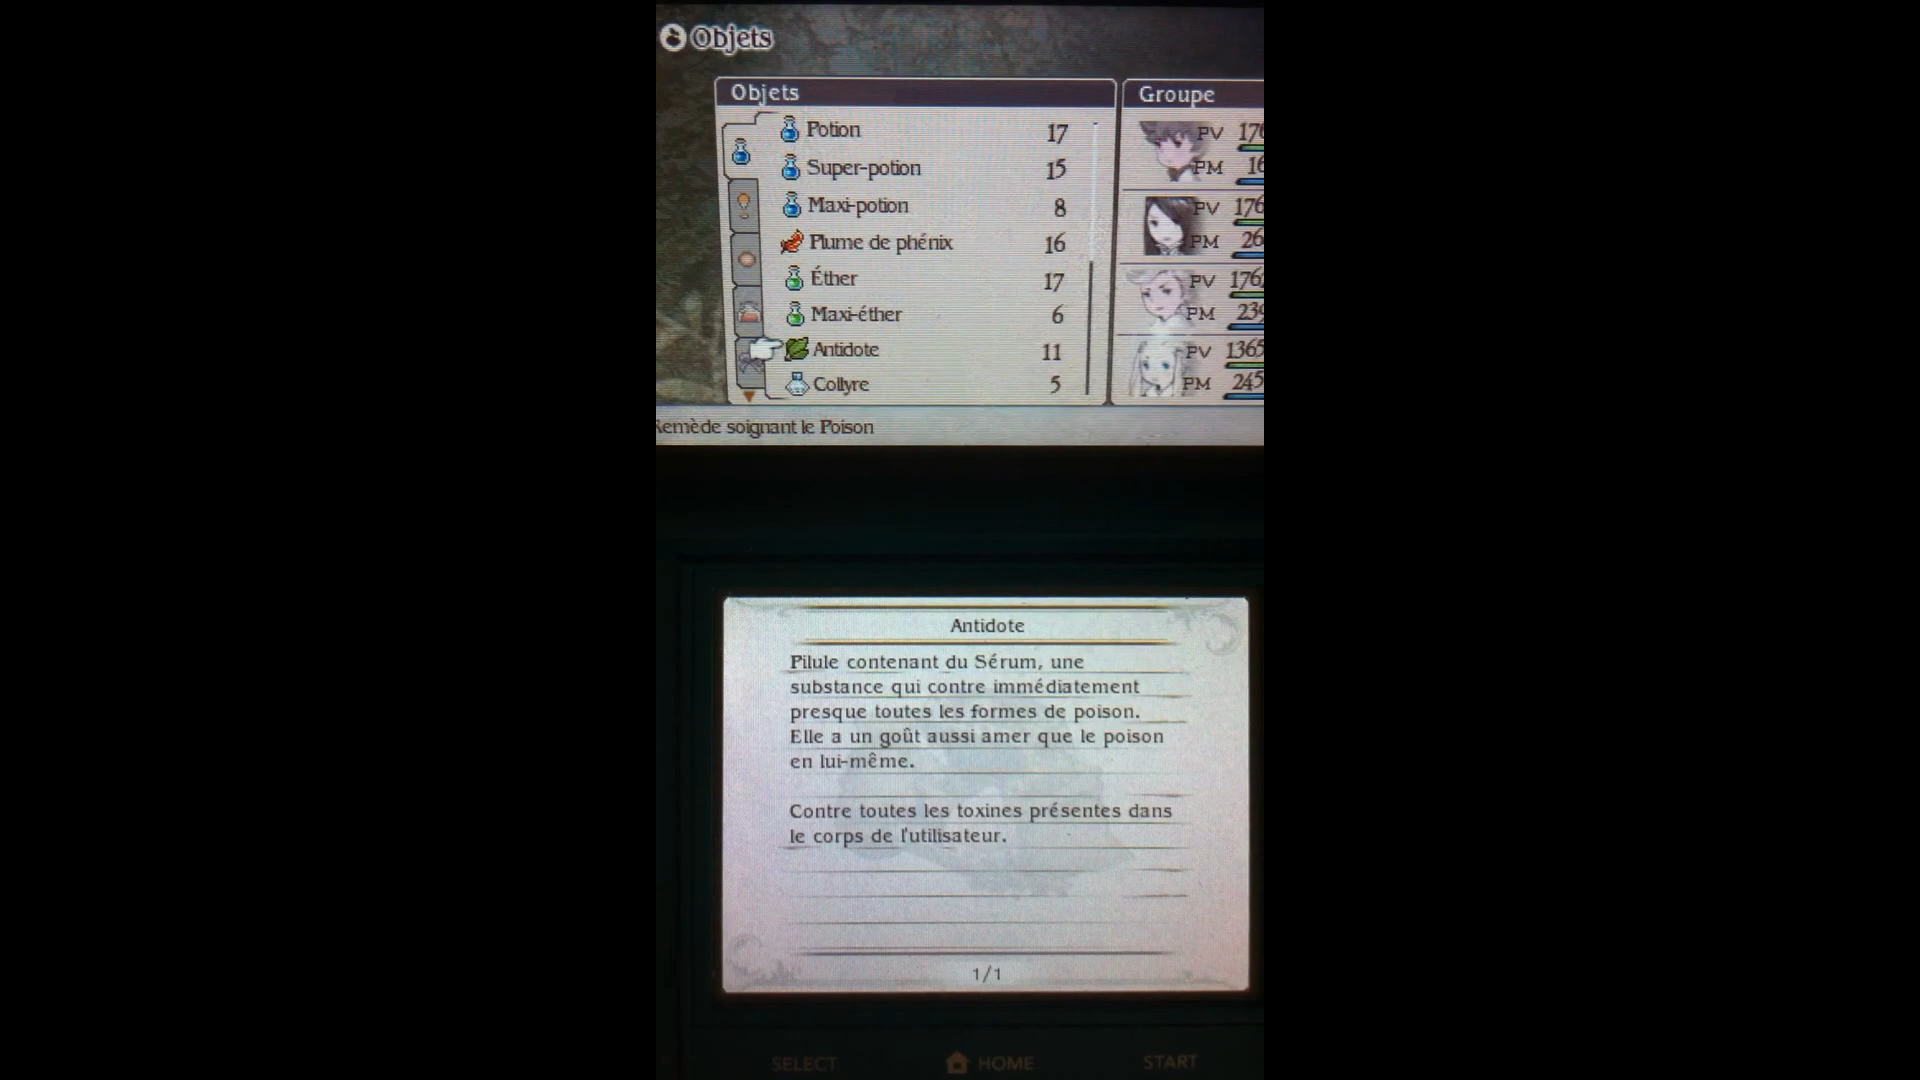 Objets
Objets
Potion 17
Super-potion 15
Maxi-potion 8
Plume de phénix 16
Éther 17
Maxi-éther 6
Antidote 11
Collyre 5
Groupe
PV
PM
PV
PM
PV
PM
PV 1365
PM 245
Remède soignant le Poison
Antidote
Pilule contenant du Sérum, une
substance qui contre immédiatement
presque toutes les formes de poison.
Elle a un goût aussi amer que le poison
en lui-même.
Contre toutes les toxines présentes dans
le corps de l'utilisateur.
1/1
SELECT HOME START